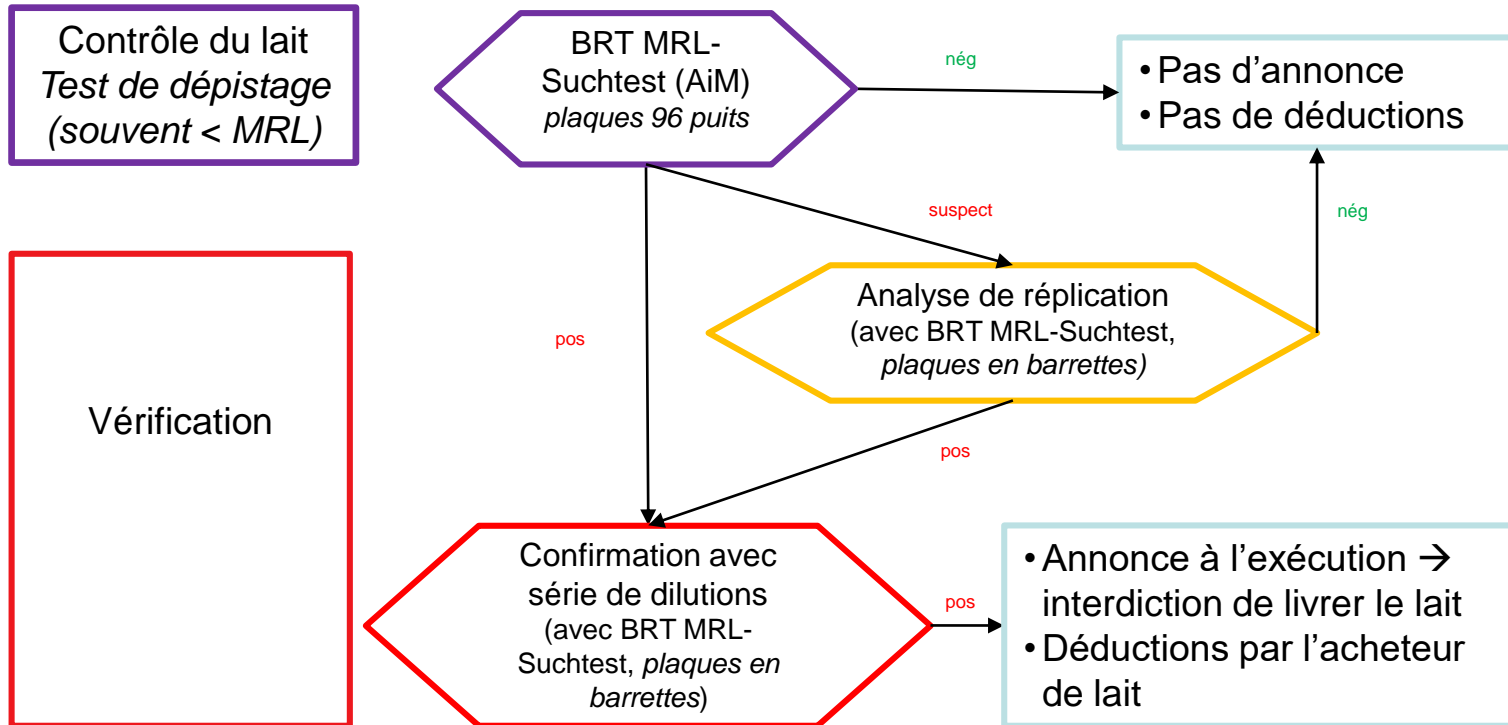 Contrôle du lait
Test de dépistage
(souvent < MRL)
BRT MRL-
Suchtest (AiM)
plaques 96 puits
nég
• Pas d’annonce
• Pas de déductions
suspect
nég
Vérification
Analyse de réplication
(avec BRT MRL-Suchtest,
plaques en barrettes)
pos
pos
Confirmation avec
série de dilutions
(avec BRT MRL-
Suchtest, plaques en
barrettes)
pos
• Annonce à l’exécution →
interdiction de livrer le lait
• Déductions par l’acheteur
de lait